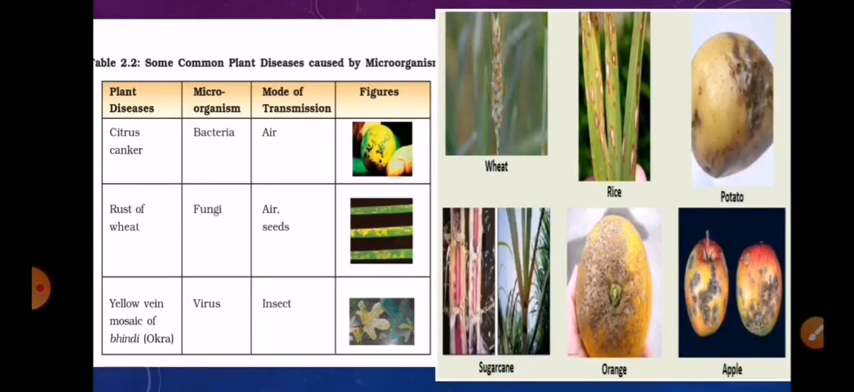 Table 2.2: Some Common Plant Diseases caused by Microorganis
Plant Diseases
Micro-organism
Mode of Transmission
Figures
Citrus canker
Bacteria
Air
Rust of wheat
Fungi
Air, seeds
Yellow vein mosaic of bhindi (Okra)
Virus
Insect
Wheat
Rice
Potato
Sugarcane
Orange
Apple